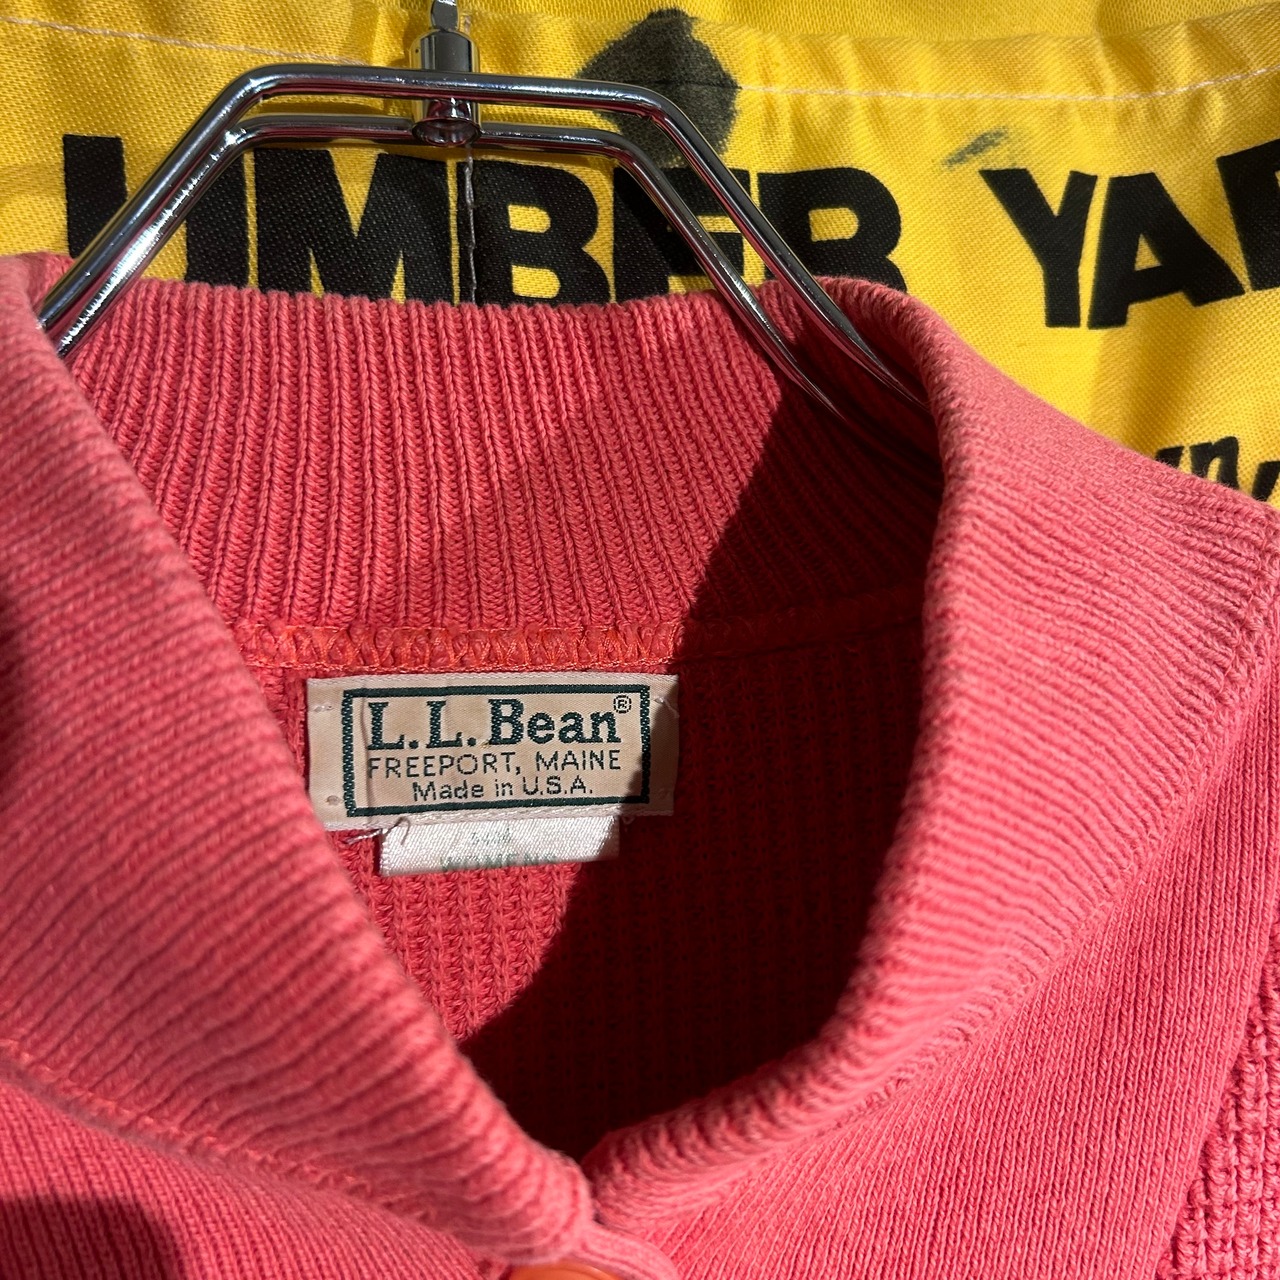 UMBER YAR
L.L.Bean®
FREEPORT, MAINE
Made in U.S.A.